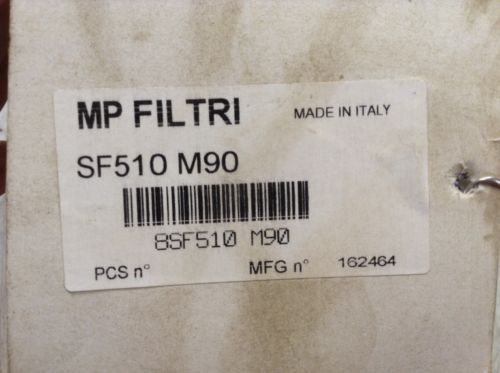 MP FILTRI MADE IN ITALY
SF510 M90
8SF510 M90
PCS n° MFG n° 162464